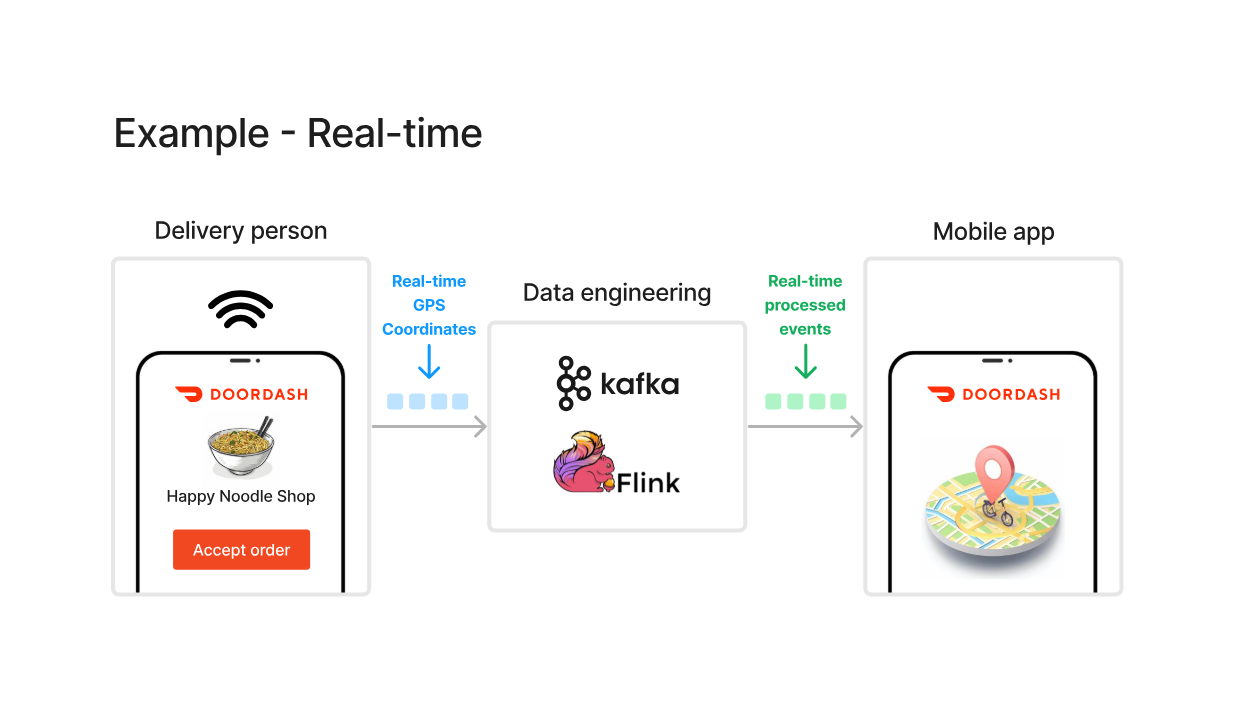 Example - Real-time
Delivery person
DOORDASH
Happy Noodle Shop
Accept order
Real-time
GPS
Coordinates
Data engineering
kafka
Flink
Real-time
processed
events
Mobile app
DOORDASH